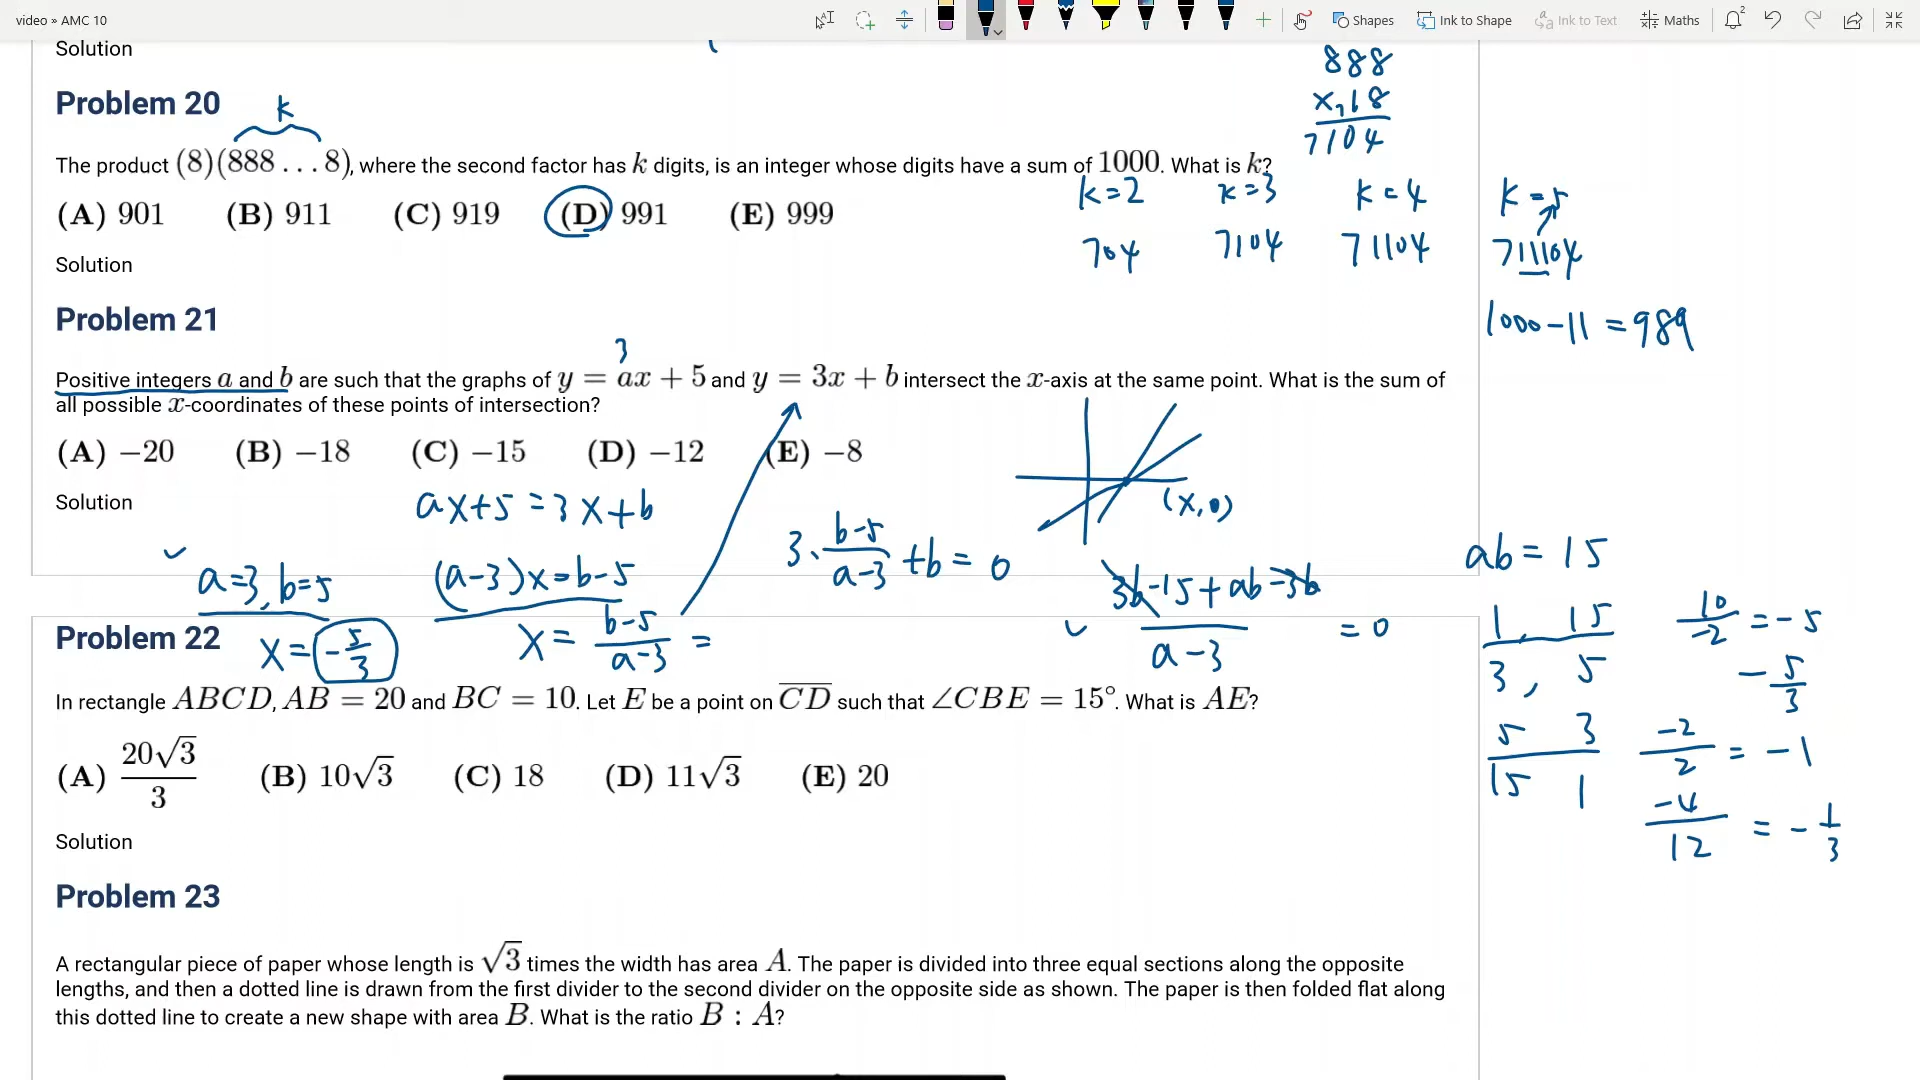 video » AMC 10
Shapes Ink to Shape Ink to Text Maths 2
Solution
888
x 18
7104
Problem 20
k
The product (8)(888 . . . 8), where the second factor has k digits, is an integer whose digits have a sum of 1000. What is k?
k=2 k=3 k=4 k=5
(A) 901 (B) 911 (C) 919 (D) 991 (E) 999
704 7104 71104 711104
Solution
1000-11=989
Problem 21
3
Positive integers a and b are such that the graphs of y = ax + 5 and y = 3x + b intersect the x-axis at the same point. What is the sum of
all possible x-coordinates of these points of intersection?
(A) −20 (B) −18 (C) −15 (D) −12 (E) −8
Solution
ax+5=3x+b
(x,0)
3·(b-5)/(a-3)+b=0
ab=15
a=3, b=5
(a-3)x=b-5
3b-15+ab-3b
a-3
=0
x=-5/3
x=(b-5)/(a-3)=
1, 15 10/-2=-5
3, 5 -5/3
5 3 -2/2=-1
15 1 -4/12=-1/3
Problem 22
In rectangle ABCD, AB = 20 and BC = 10. Let E be a point on CD such that ∠CBE = 15°. What is AE?
(A) 20√3/3 (B) 10√3 (C) 18 (D) 11√3 (E) 20
Solution
Problem 23
A rectangular piece of paper whose length is √3 times the width has area A. The paper is divided into three equal sections along the opposite
lengths, and then a dotted line is drawn from the first divider to the second divider on the opposite side as shown. The paper is then folded flat along
this dotted line to create a new shape with area B. What is the ratio B : A?